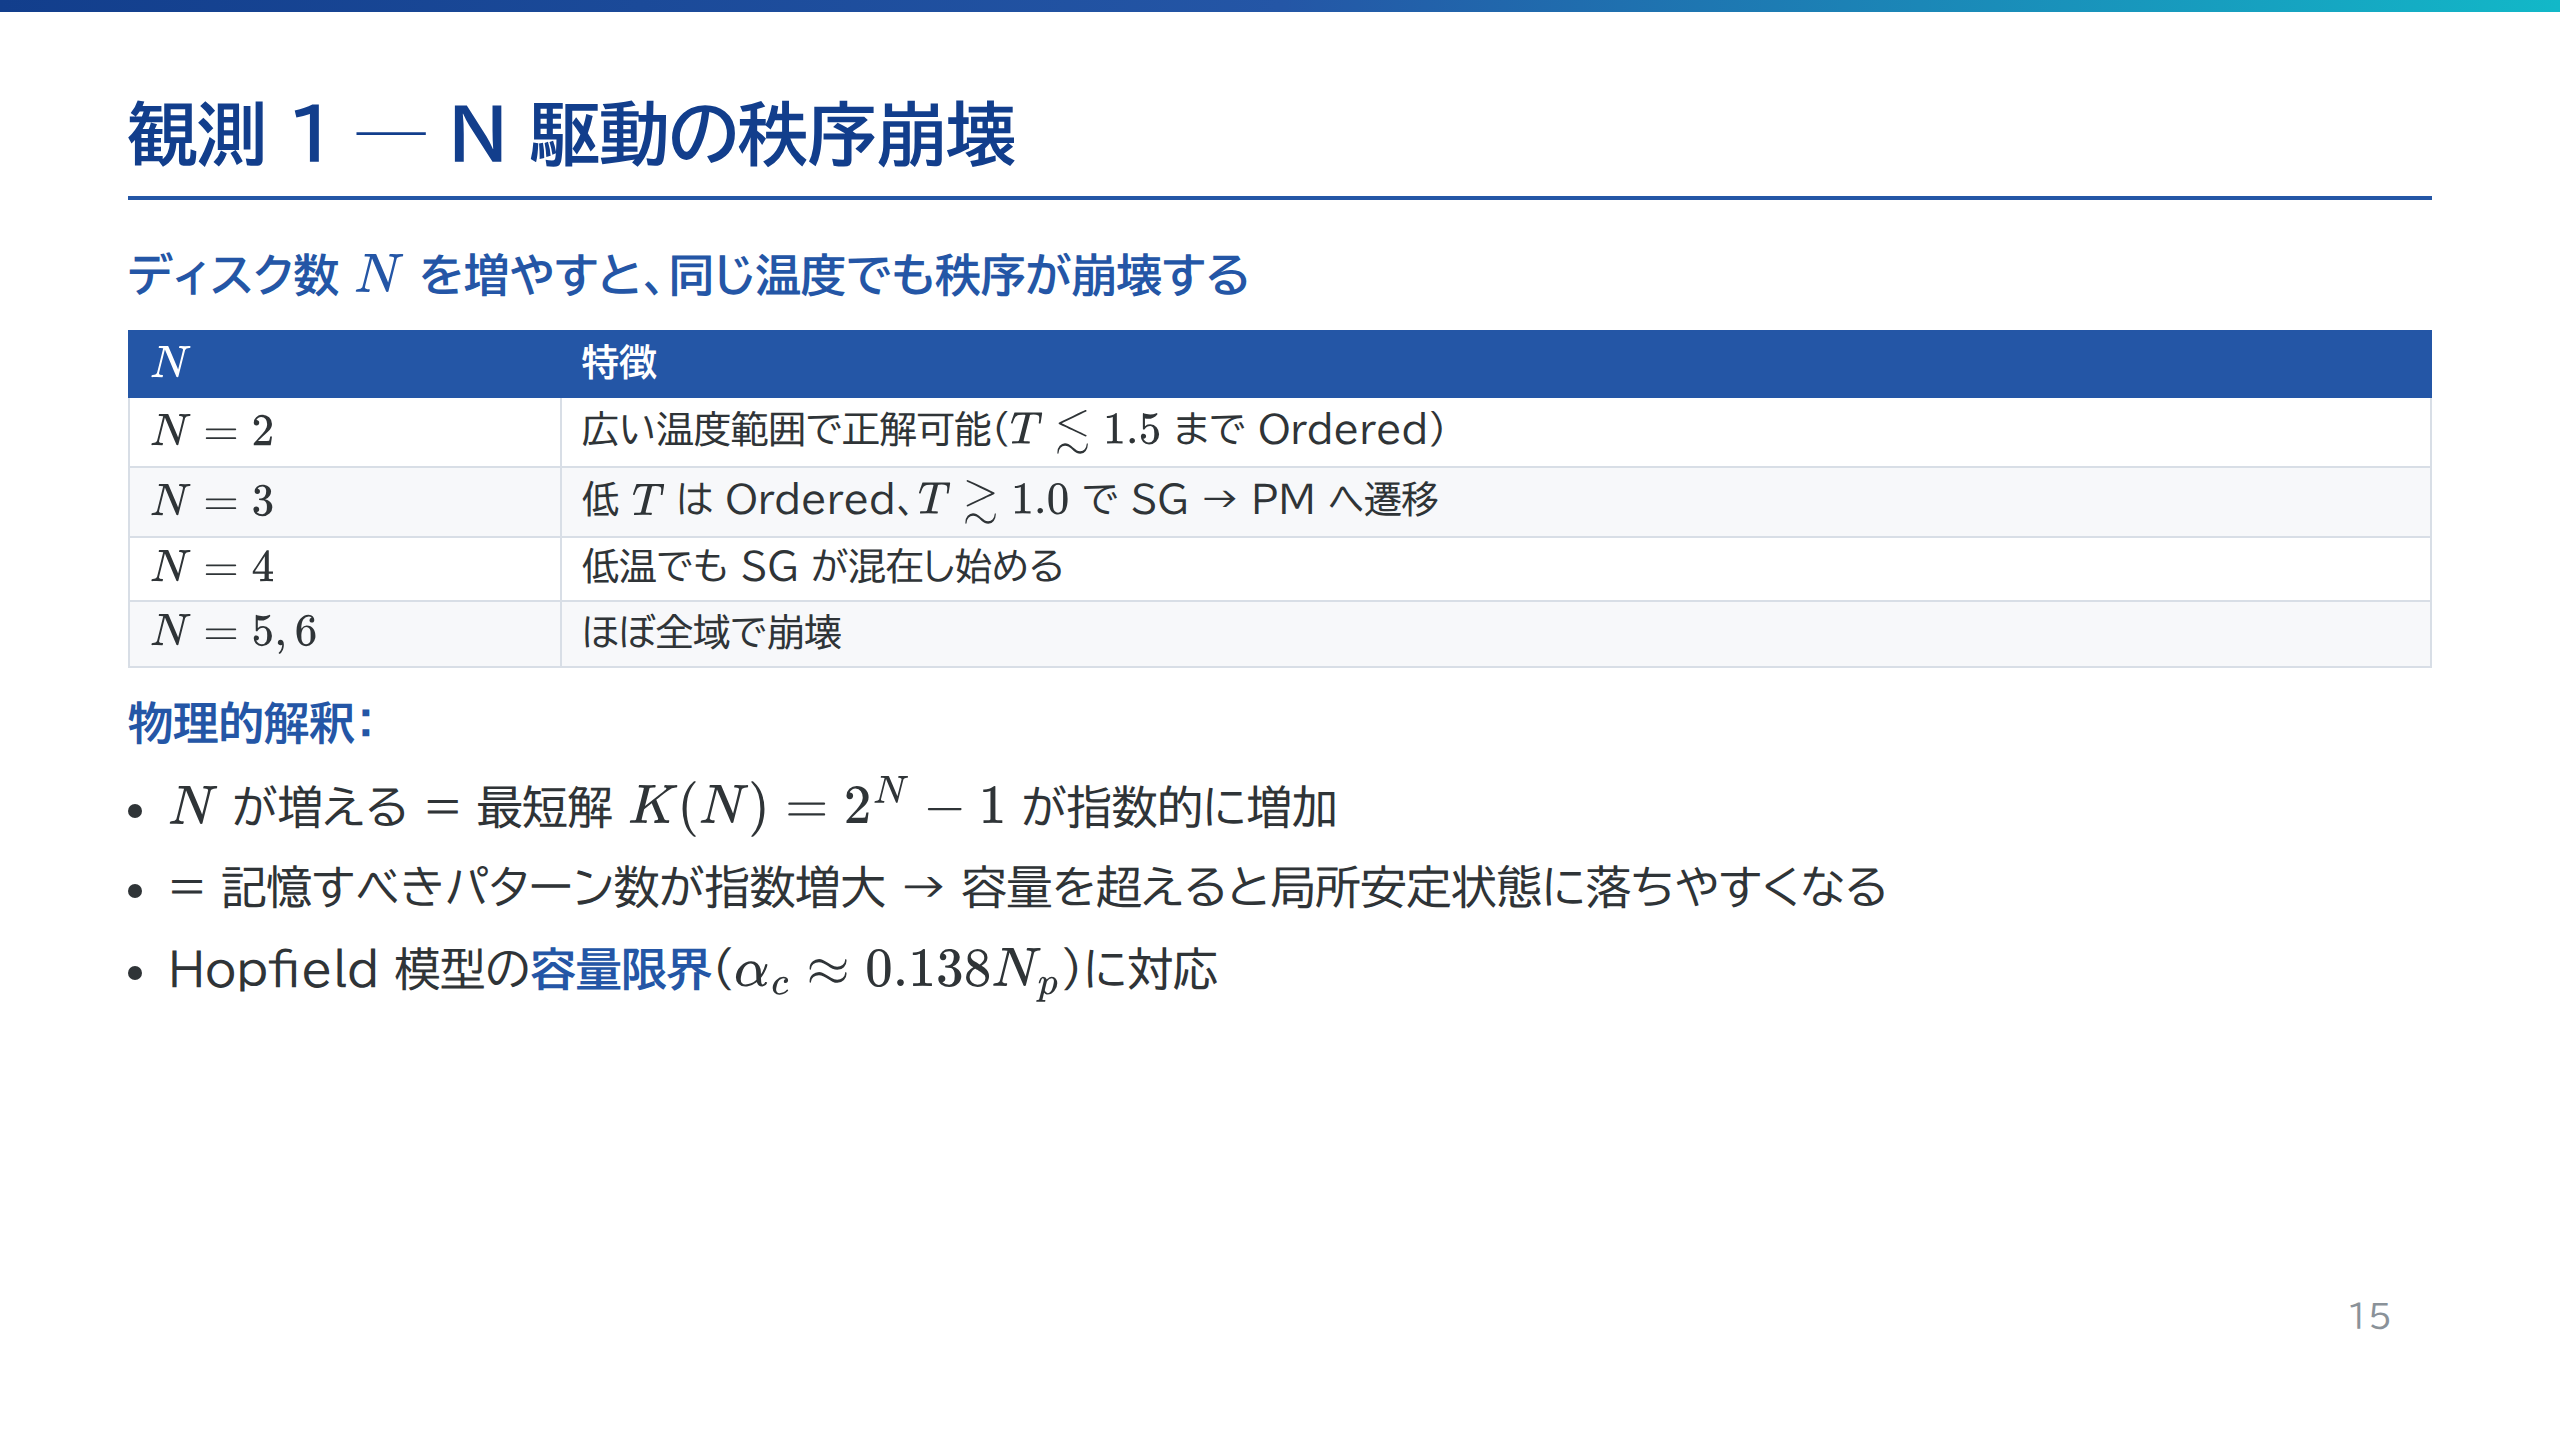 観測 1 — N 駆動の秩序崩壊
ディスク数 N を増やすと、同じ温度でも秩序が崩壊する
N 特徴
N = 2 広い温度範囲で正解可能（T ≲ 1.5 まで Ordered）
N = 3 低 T は Ordered、T ≳ 1.0 で SG → PM へ遷移
N = 4 低温でも SG が混在し始める
N = 5, 6 ほぼ全域で崩壊
物理的解釈：
• N が増える = 最短解 K(N) = 2^N − 1 が指数的に増加
• = 記憶すべきパターン数が指数増大 → 容量を超えると局所安定状態に落ちやすくなる
• Hopfield 模型の容量限界（α_c ≈ 0.138N_p）に対応
15